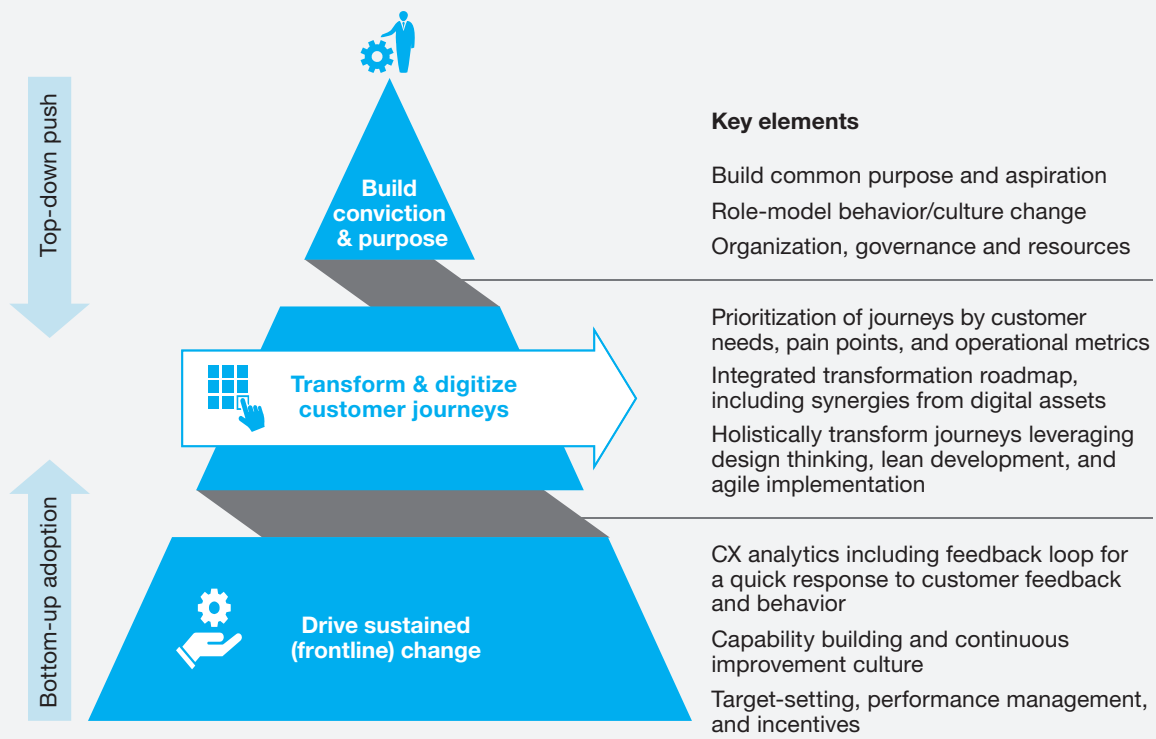 Top-down push
Bottom-up adoption
Build
conviction
& purpose
Transform & digitize
customer journeys
Drive sustained
(frontline) change
Key elements
Build common purpose and aspiration
Role-model behavior/culture change
Organization, governance and resources
Prioritization of journeys by customer
needs, pain points, and operational metrics
Integrated transformation roadmap,
including synergies from digital assets
Holistically transform journeys leveraging
design thinking, lean development, and
agile implementation
CX analytics including feedback loop for
a quick response to customer feedback
and behavior
Capability building and continuous
improvement culture
Target-setting, performance management,
and incentives